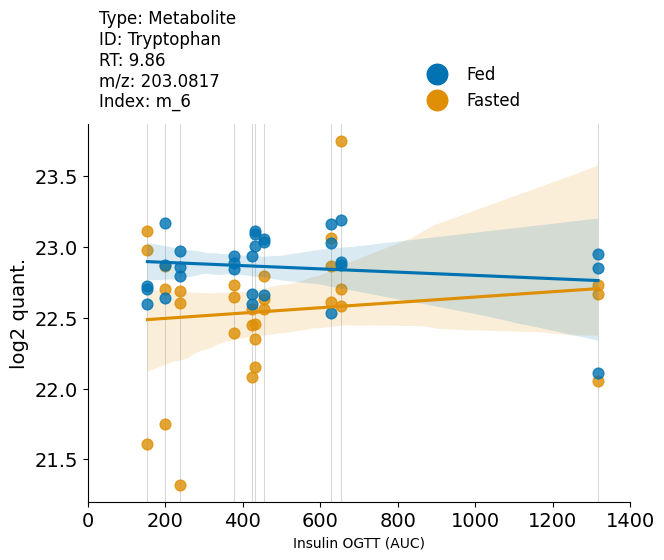 Type: Metabolite
ID: Tryptophan
RT: 9.86
m/z: 203.0817
Index: m_6
Fed
Fasted
log2 quant.
23.5
23.0
22.5
22.0
21.5
0 200 400 600 800 1000 1200 1400
Insulin OGTT (AUC)